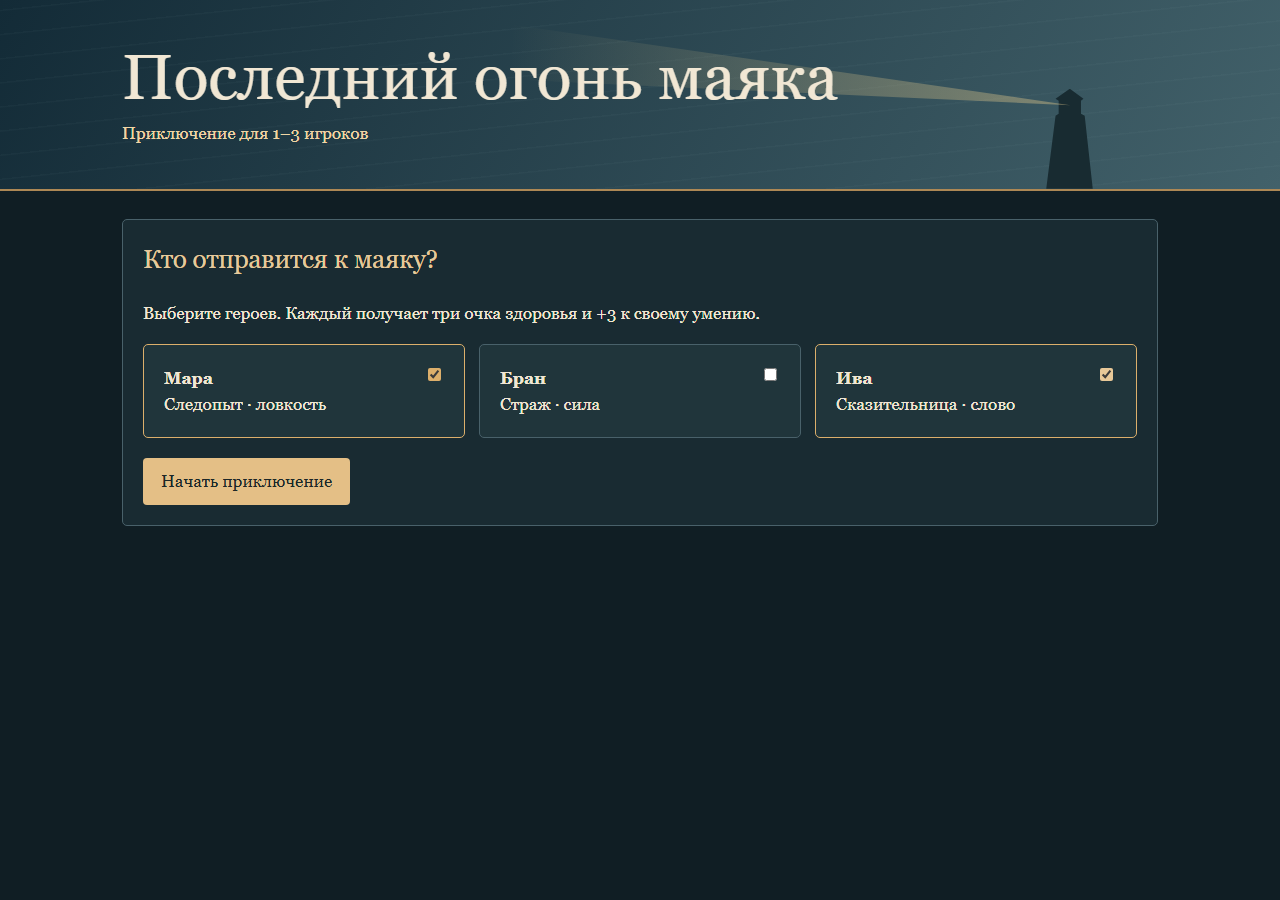 Последний огонь маяка
Приключение для 1–3 игроков
Кто отправится к маяку?
Выберите героев. Каждый получает три очка здоровья и +3 к своему умению.
Мара
Следопыт · ловкость
Бран
Страж · сила
Ива
Сказительница · слово
Начать приключение